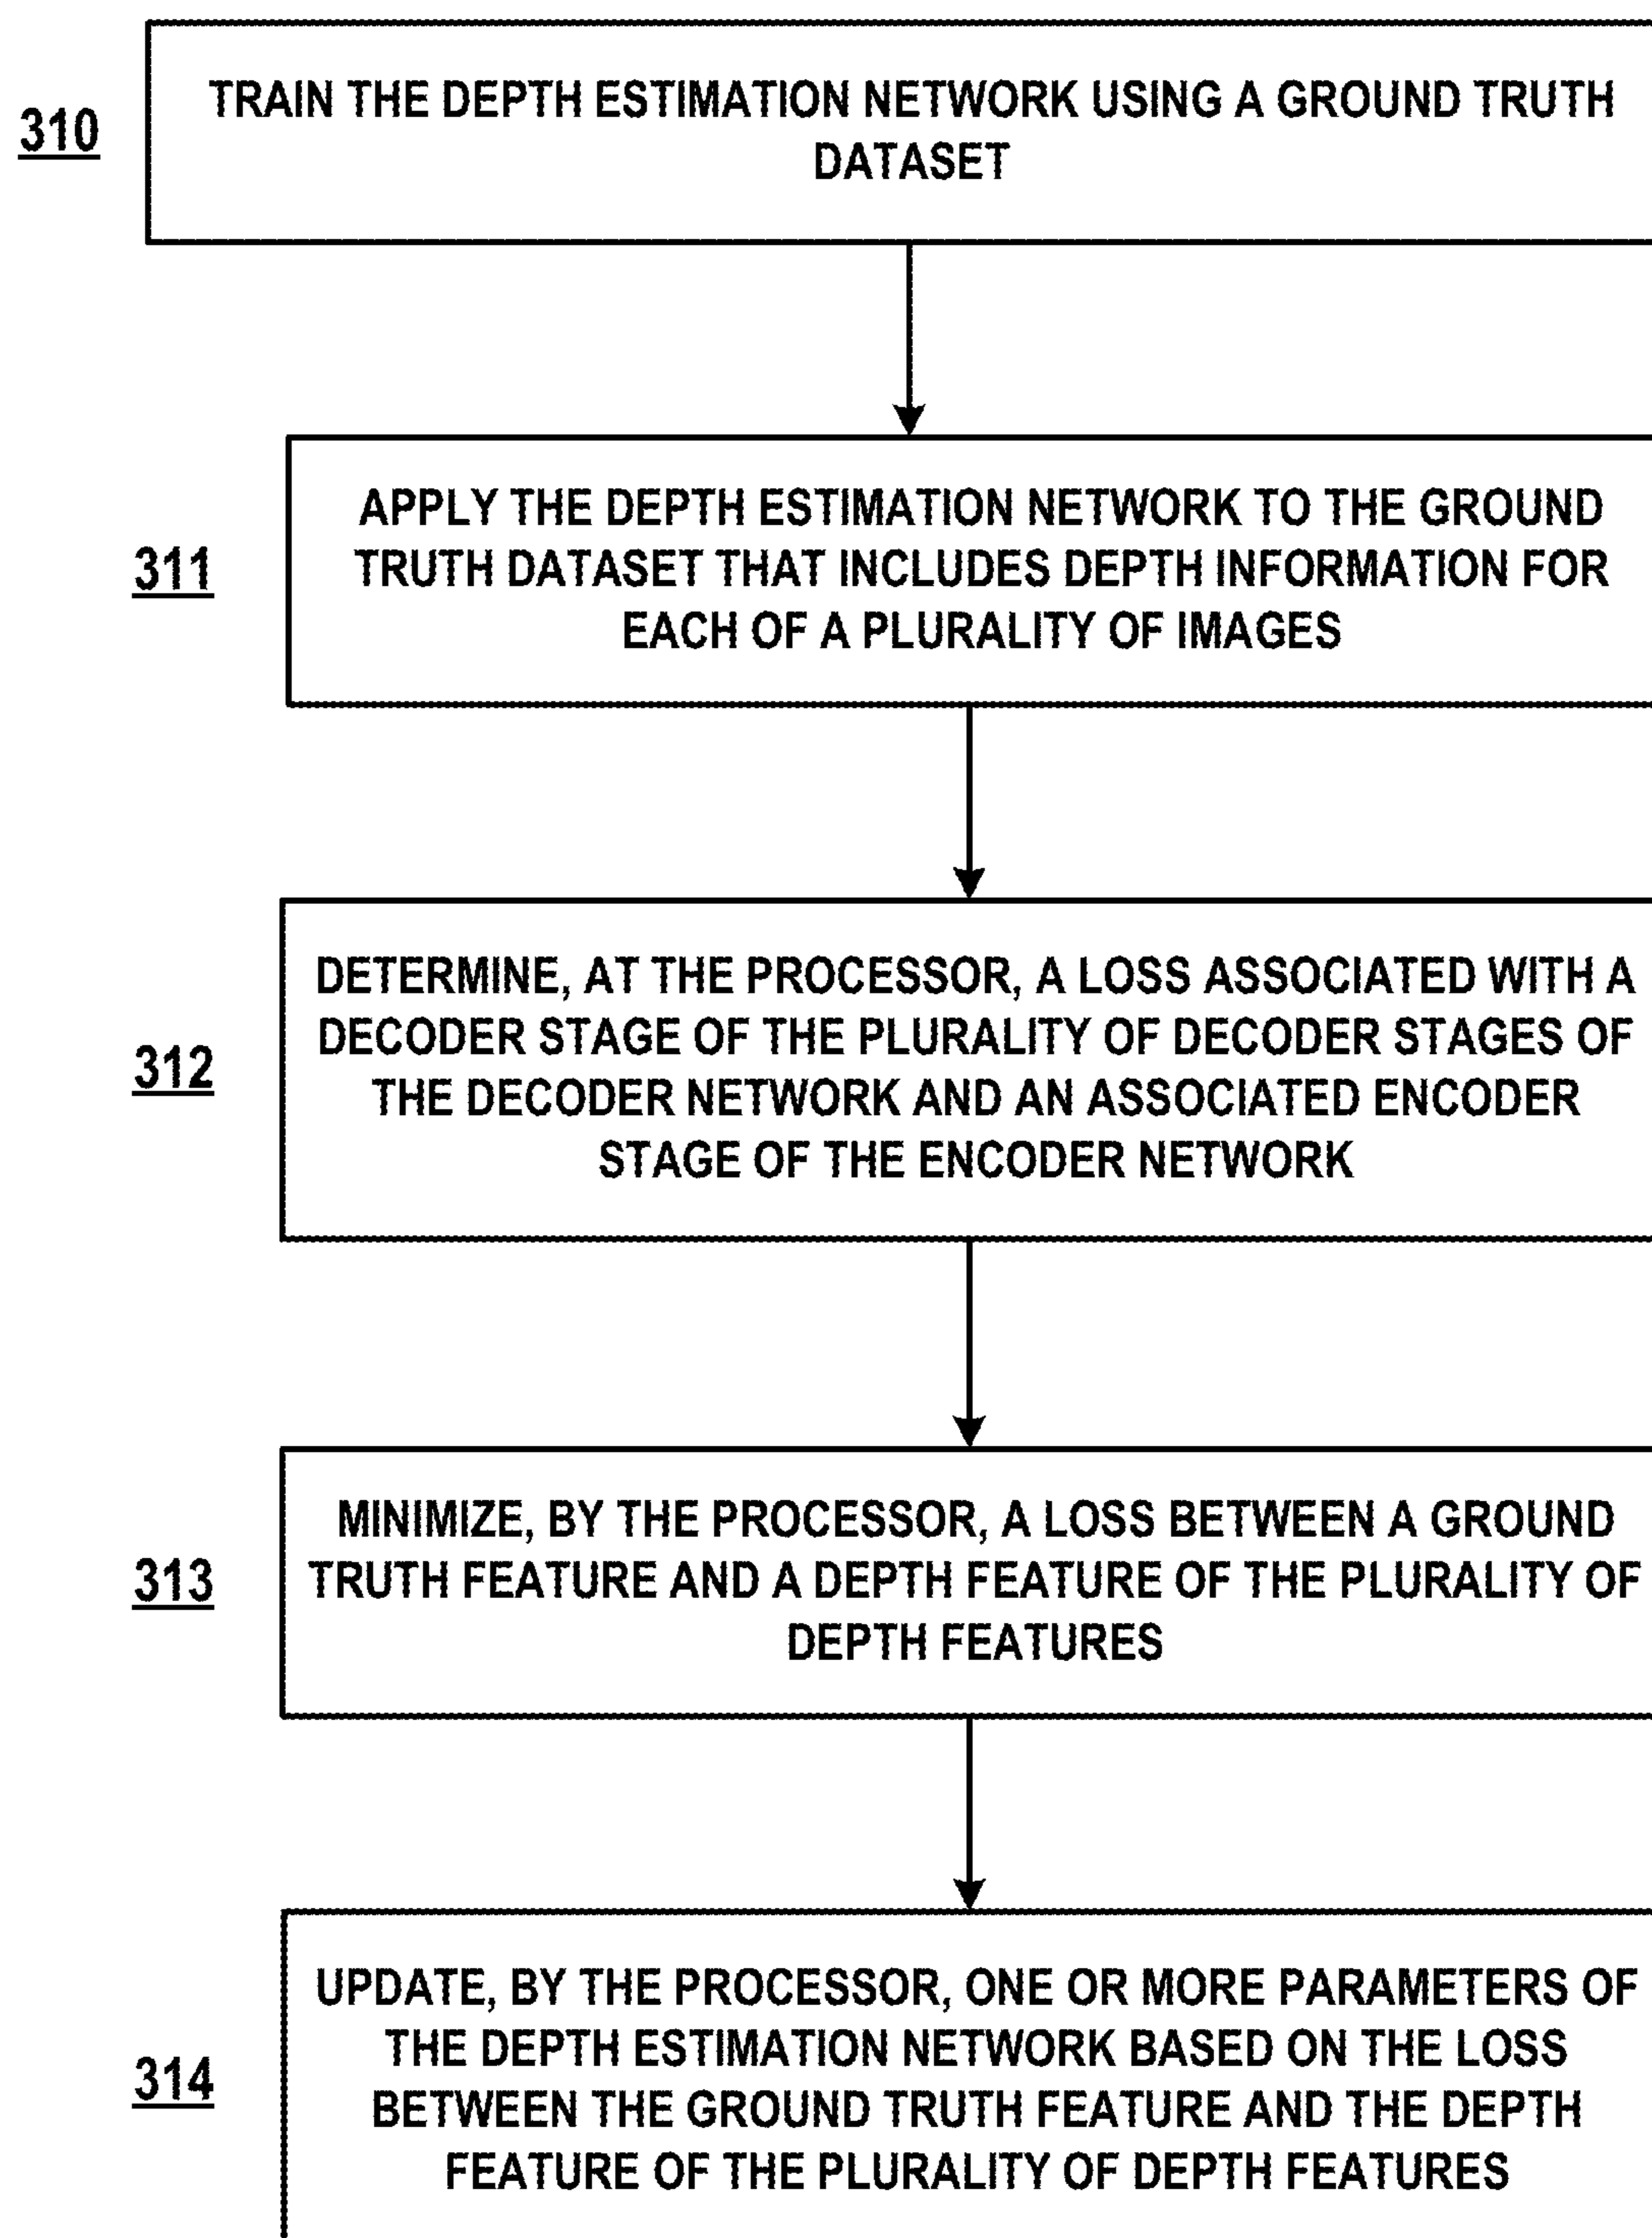 310
TRAIN THE DEPTH ESTIMATION NETWORK USING A GROUND TRUTH
DATASET
311
APPLY THE DEPTH ESTIMATION NETWORK TO THE GROUND
TRUTH DATASET THAT INCLUDES DEPTH INFORMATION FOR
EACH OF A PLURALITY OF IMAGES
312
DETERMINE, AT THE PROCESSOR, A LOSS ASSOCIATED WITH A
DECODER STAGE OF THE PLURALITY OF DECODER STAGES OF
THE DECODER NETWORK AND AN ASSOCIATED ENCODER
STAGE OF THE ENCODER NETWORK
313
MINIMIZE, BY THE PROCESSOR, A LOSS BETWEEN A GROUND
TRUTH FEATURE AND A DEPTH FEATURE OF THE PLURALITY OF
DEPTH FEATURES
314
UPDATE, BY THE PROCESSOR, ONE OR MORE PARAMETERS OF
THE DEPTH ESTIMATION NETWORK BASED ON THE LOSS
BETWEEN THE GROUND TRUTH FEATURE AND THE DEPTH
FEATURE OF THE PLURALITY OF DEPTH FEATURES